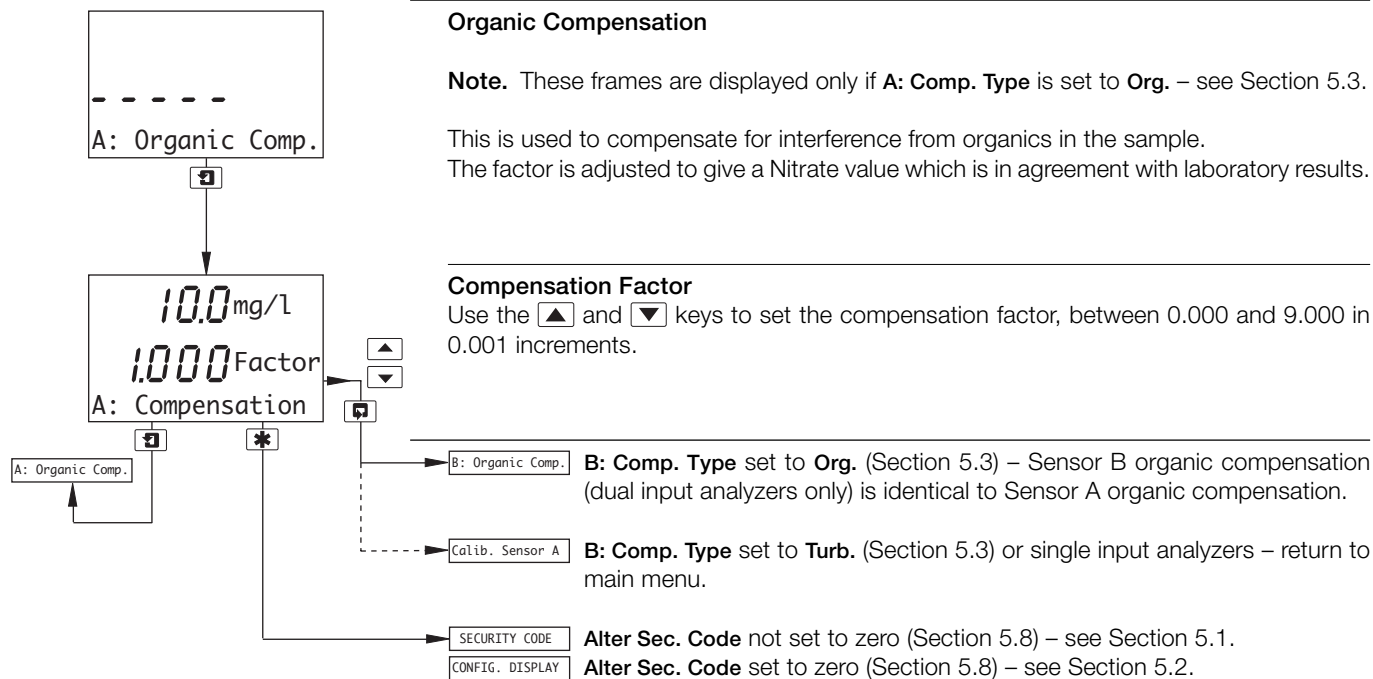 Organic Compensation
Note. These frames are displayed only if A: Comp. Type is set to Org. – see Section 5.3.
This is used to compensate for interference from organics in the sample.
The factor is adjusted to give a Nitrate value which is in agreement with laboratory results.
- - - - -
A: Organic Comp.
Compensation Factor
Use the ▲ and ▼ keys to set the compensation factor, between 0.000 and 9.000 in
0.001 increments.
10.0 mg/l
1.000 Factor
A: Compensation
A: Organic Comp.
B: Organic Comp.
B: Comp. Type set to Org. (Section 5.3) – Sensor B organic compensation
(dual input analyzers only) is identical to Sensor A organic compensation.
Calib. Sensor A
B: Comp. Type set to Turb. (Section 5.3) or single input analyzers – return to
main menu.
SECURITY CODE
Alter Sec. Code not set to zero (Section 5.8) – see Section 5.1.
CONFIG. DISPLAY
Alter Sec. Code set to zero (Section 5.8) – see Section 5.2.